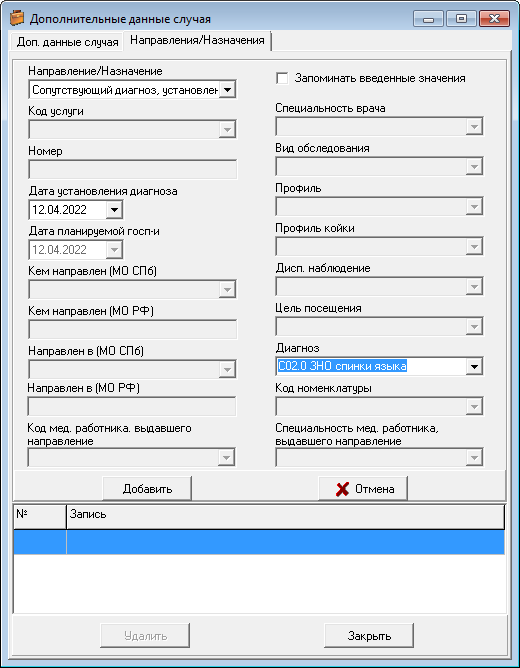 Дополнительные данные случая
Доп. данные случая
Направления/Назначения
Направление/Назначение
Сопутствующий диагноз, установлен
Код услуги
Номер
Дата установления диагноза
12.04.2022
Дата планируемой госп-и
12.04.2022
Кем направлен (МО СПб)
Кем направлен (МО РФ)
Направлен в (МО СПб)
Направлен в (МО РФ)
Код мед. работника. выдавшего
направление
Запоминать введенные значения
Специальность врача
Вид обследования
Профиль
Профиль койки
Дисп. наблюдение
Цель посещения
Диагноз
C02.0 ЗНО спинки языка
Код номенклатуры
Специальность мед. работника,
выдавшего направление
Добавить
Отмена
№ Запись
Удалить
Закрыть